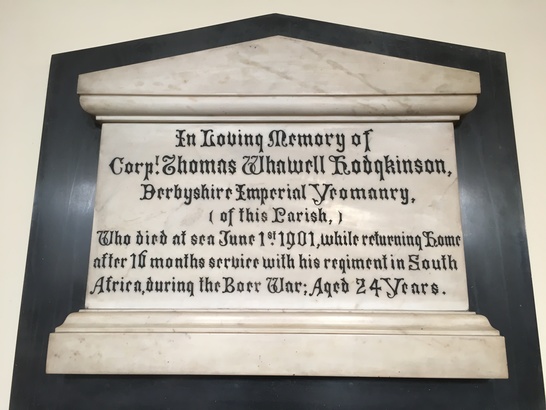 In Loving Memory of
Corpl. Thomas Whawell Hodgkinson,
Derbyshire Imperial Yeomanry,
( of this Parish, )
Who died at sea June 1st 1901, while returning Home
after 16 months service with his regiment in South
Africa, during the Boer War; Aged 24 Years.